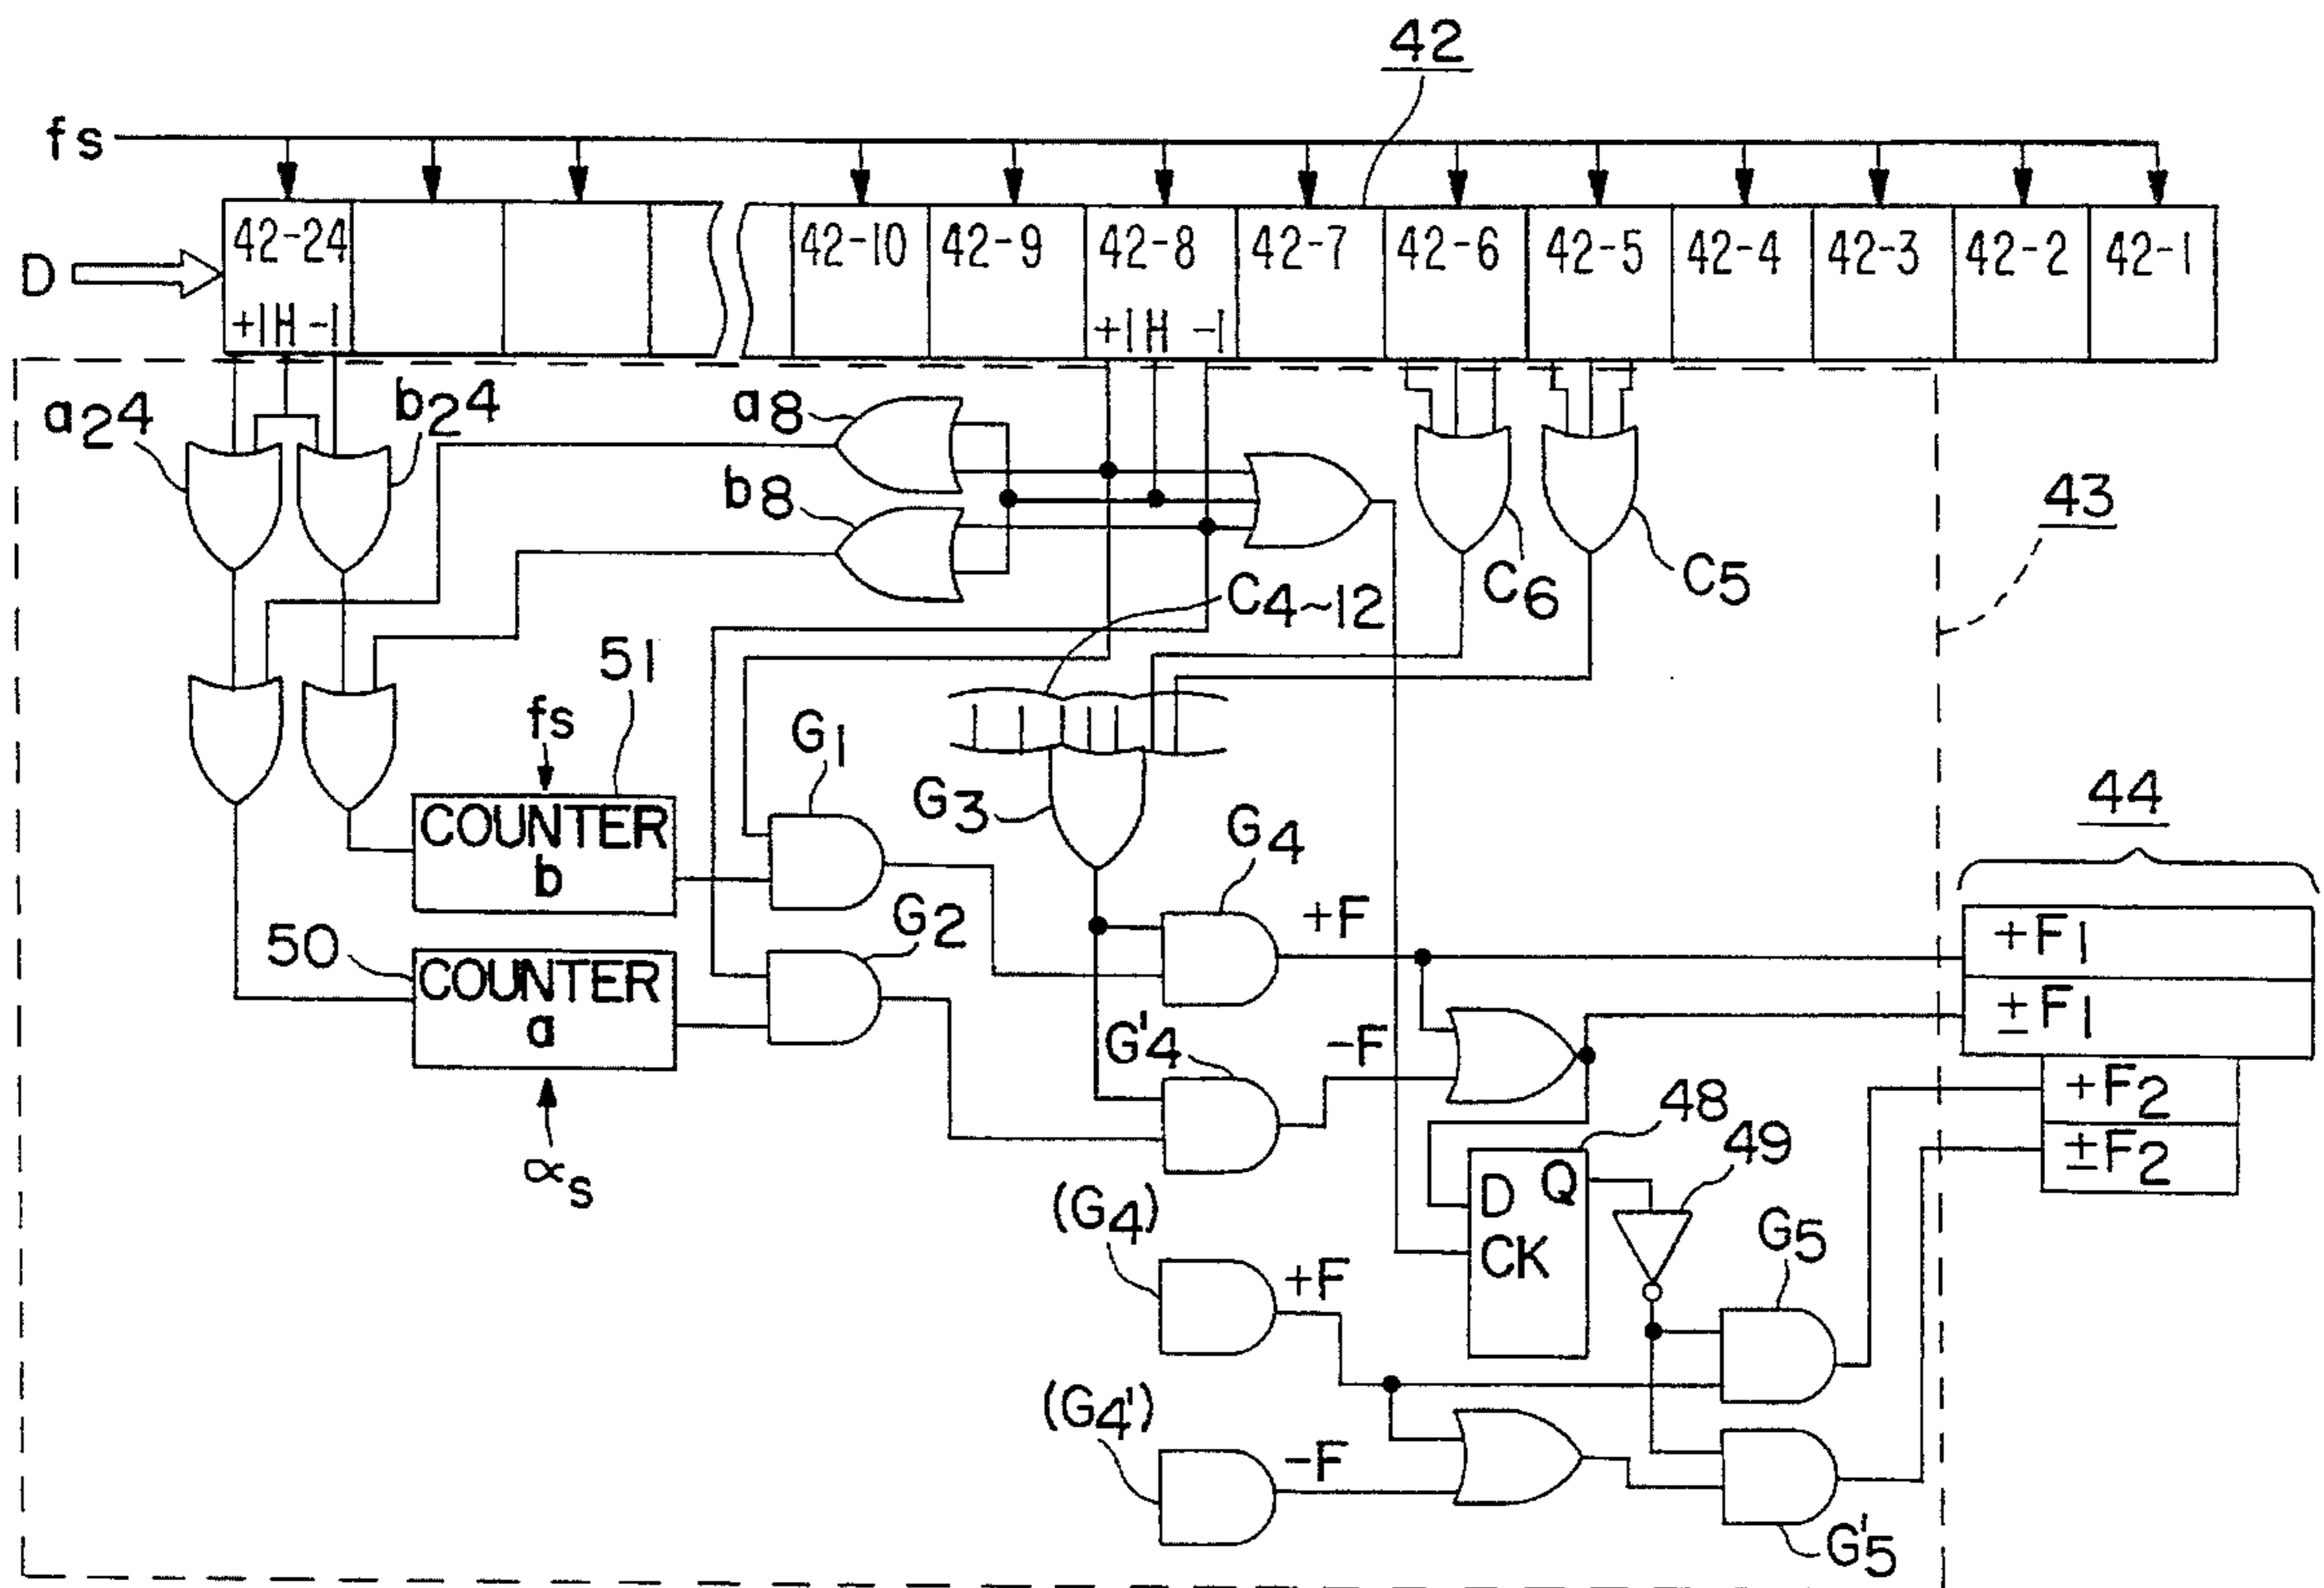 42
fs
42-24
42-10
42-9
42-8
42-7
42-6
42-5
42-4
42-3
42-2
42-1
D
+1 H -1
+1 H -1
a24
b24
a8
b8
43
C4~12
C6
C5
51
fs
G1
G3
G4
44
COUNTER
b
+F
G2
50
COUNTER
a
+F1
±F1
G'4
-F
+F2
±F2
48
49
αs
D
Q
CK
(G4)
+F
G5
(G4')
-F
G'5